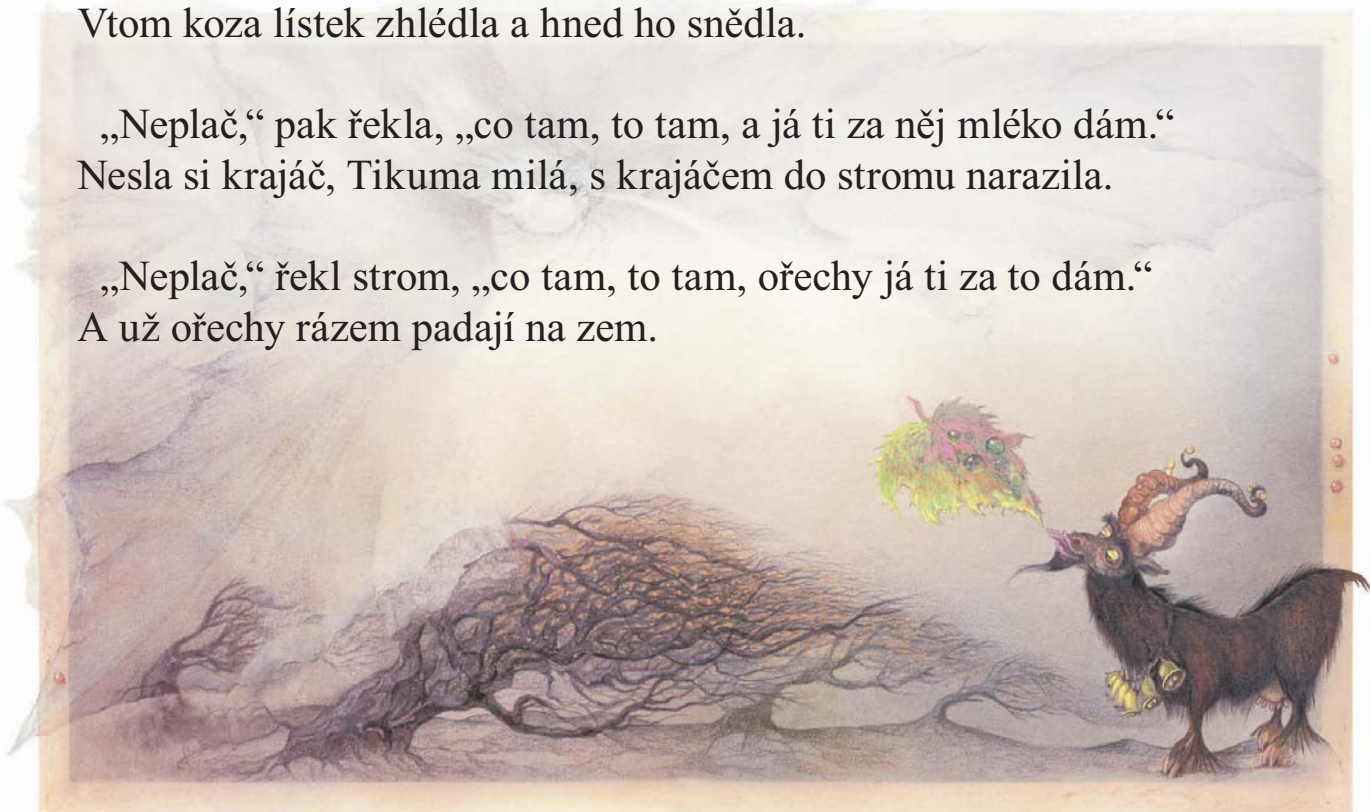 Vtom koza lístek zhlédla a hned ho snědla.
„Neplač,“ pak řekla, „co tam, to tam, a já ti za něj mléko dám.“
Nesla si krajáč, Tikuma milá, s krajáčem do stromu narazila.
„Neplač,“ řekl strom, „co tam, to tam, ořechy já ti za to dám.“
A už ořechy rázem padají na zem.